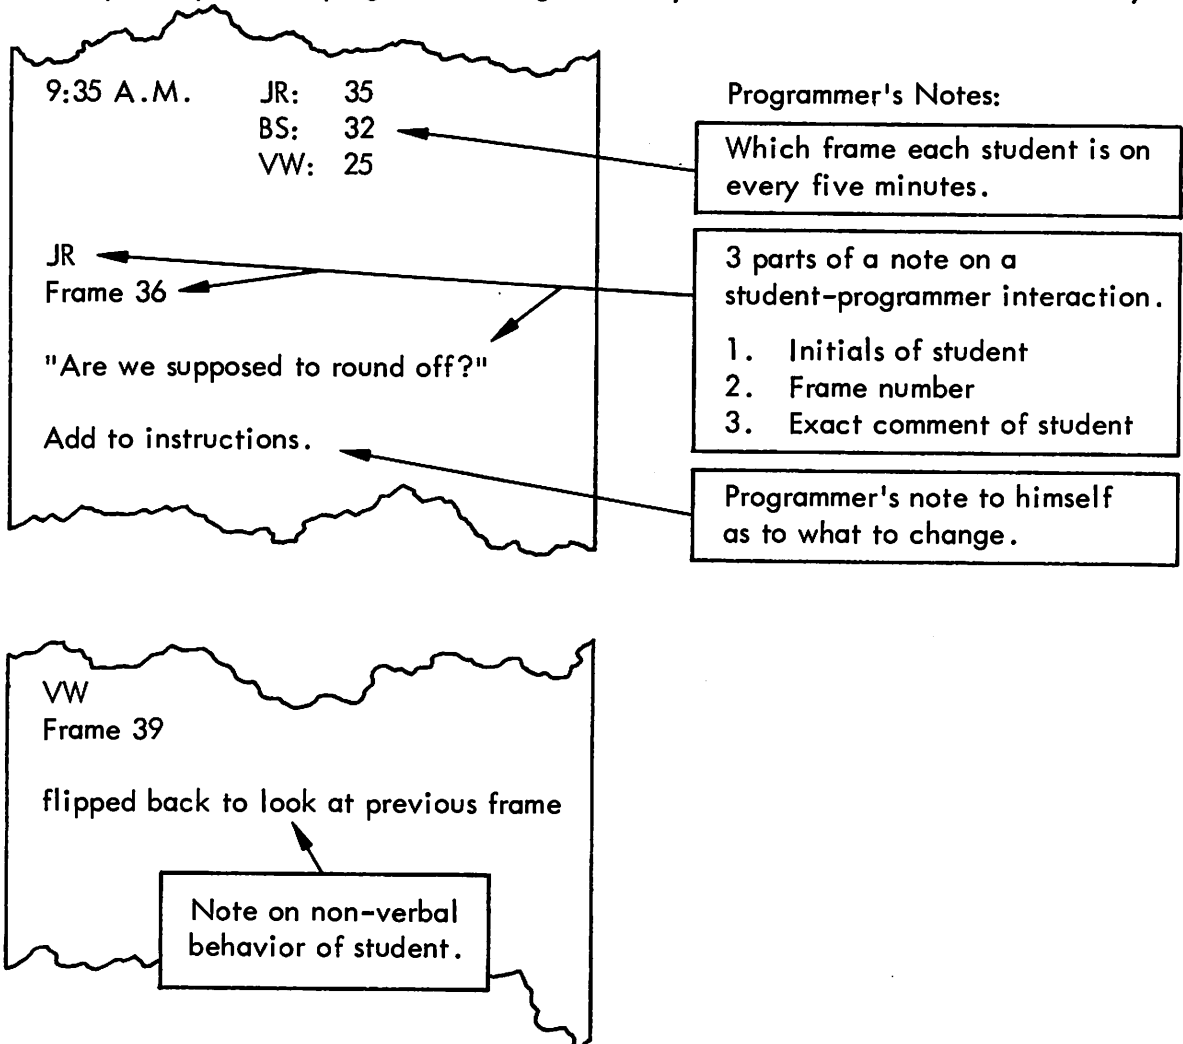 9:35 A.M. JR: 35
BS: 32
VW: 25
JR
Frame 36
"Are we supposed to round off?"
Add to instructions.
Programmer's Notes:
Which frame each student is on
every five minutes.
3 parts of a note on a
student-programmer interaction.
1. Initials of student
2. Frame number
3. Exact comment of student
Programmer's note to himself
as to what to change.
VW
Frame 39
flipped back to look at previous frame
Note on non-verbal
behavior of student.